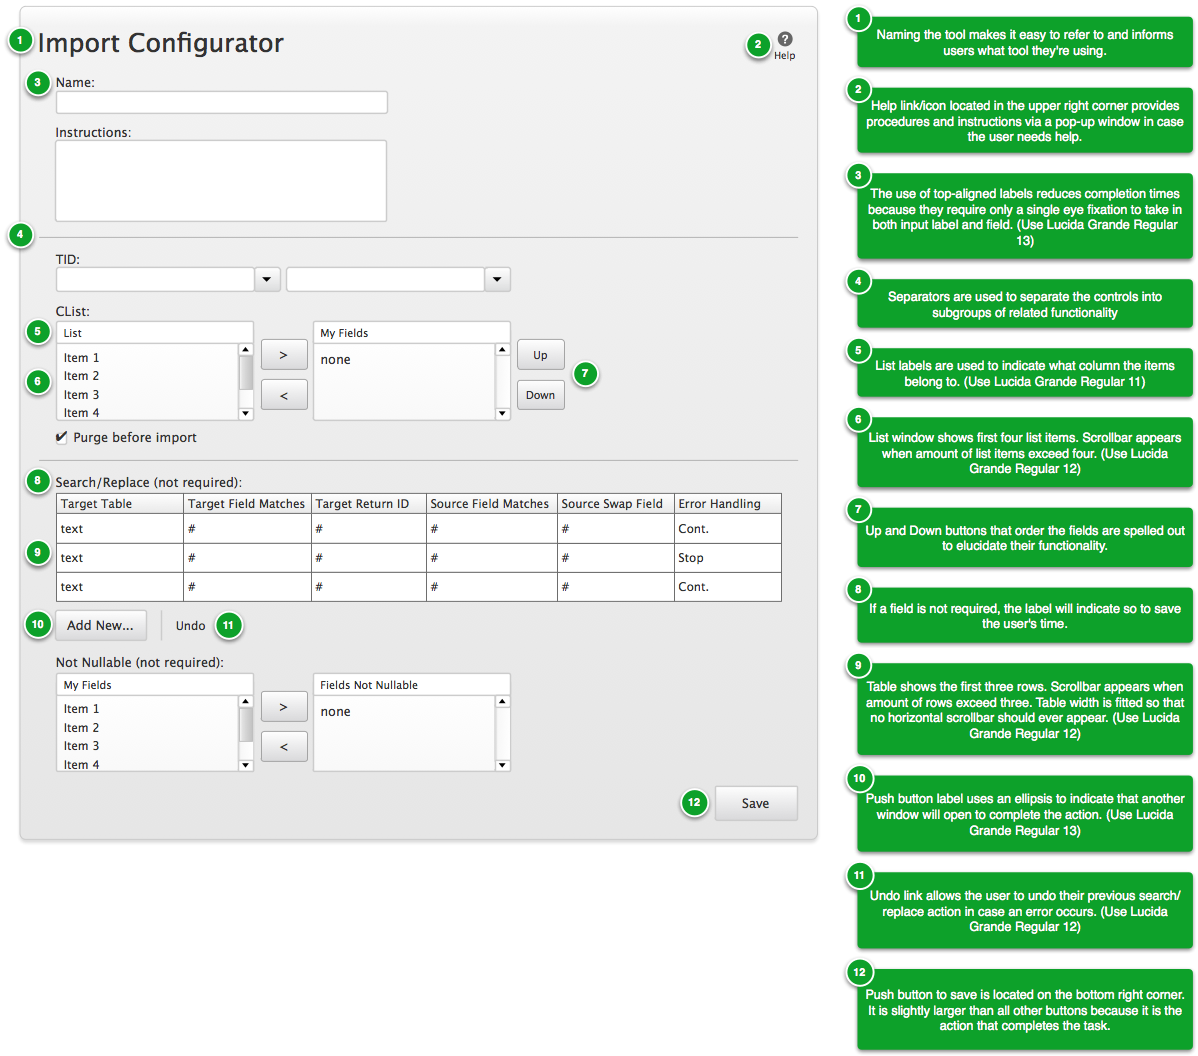 1
Import Configurator
2
?
Help
3
Name:
Instructions:
4
TID:
CList:
5
List
My Fields
6
Item 1
Item 2
Item 3
Item 4
>
<
none
Up
Down
7
Purge before import
8
Search/Replace (not required):
Target Table Target Field Matches Target Return ID Source Field Matches Source Swap Field Error Handling
text # # # # Cont.
9
text # # # # Stop
text # # # # Cont.
10
Add New...
Undo
11
Not Nullable (not required):
My Fields
Fields Not Nullable
Item 1
Item 2
Item 3
Item 4
>
<
none
12
Save
1
Naming the tool makes it easy to refer to and informs
users what tool they're using.
2
Help link/icon located in the upper right corner provides
procedures and instructions via a pop-up window in case
the user needs help.
3
The use of top-aligned labels reduces completion times
because they require only a single eye fixation to take in
both input label and field. (Use Lucida Grande Regular
13)
4
Separators are used to separate the controls into
subgroups of related functionality
5
List labels are used to indicate what column the items
belong to. (Use Lucida Grande Regular 11)
6
List window shows first four list items. Scrollbar appears
when amount of list items exceed four. (Use Lucida
Grande Regular 12)
7
Up and Down buttons that order the fields are spelled out
to elucidate their functionality.
8
If a field is not required, the label will indicate so to save
the user's time.
9
Table shows the first three rows. Scrollbar appears when
amount of rows exceed three. Table width is fitted so that
no horizontal scrollbar should ever appear. (Use Lucida
Grande Regular 12)
10
Push button label uses an ellipsis to indicate that another
window will open to complete the action. (Use Lucida
Grande Regular 13)
11
Undo link allows the user to undo their previous search/
replace action in case an error occurs. (Use Lucida
Grande Regular 12)
12
Push button to save is located on the bottom right corner.
It is slightly larger than all other buttons because it is the
action that completes the task.